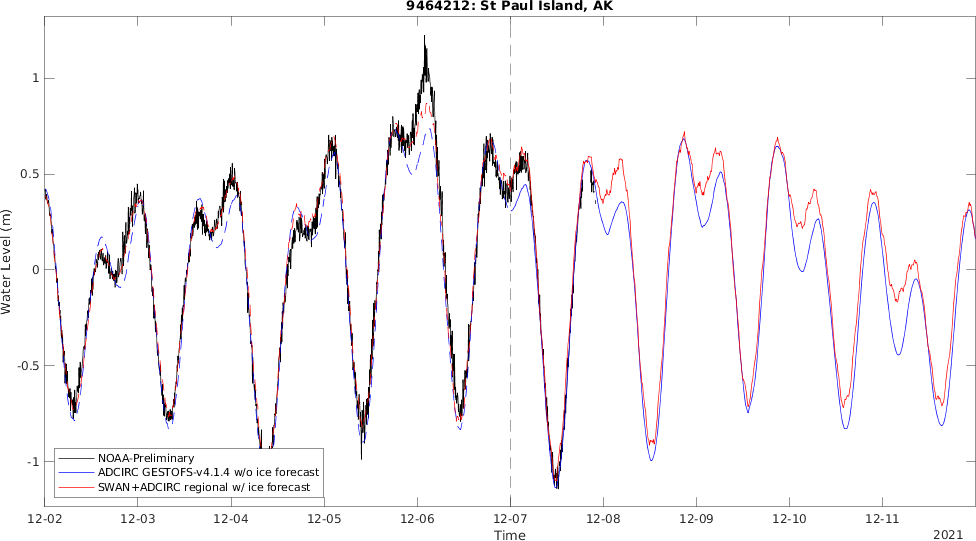 9464212: St Paul Island, AK
Water Level (m)
1
0.5
0
-0.5
-1
NOAA-Preliminary
ADCIRC GESTOFS-v4.1.4 w/o ice forecast
SWAN+ADCIRC regional w/ ice forecast
12-02 12-03 12-04 12-05 12-06 12-07 12-08 12-09 12-10 12-11
Time
2021